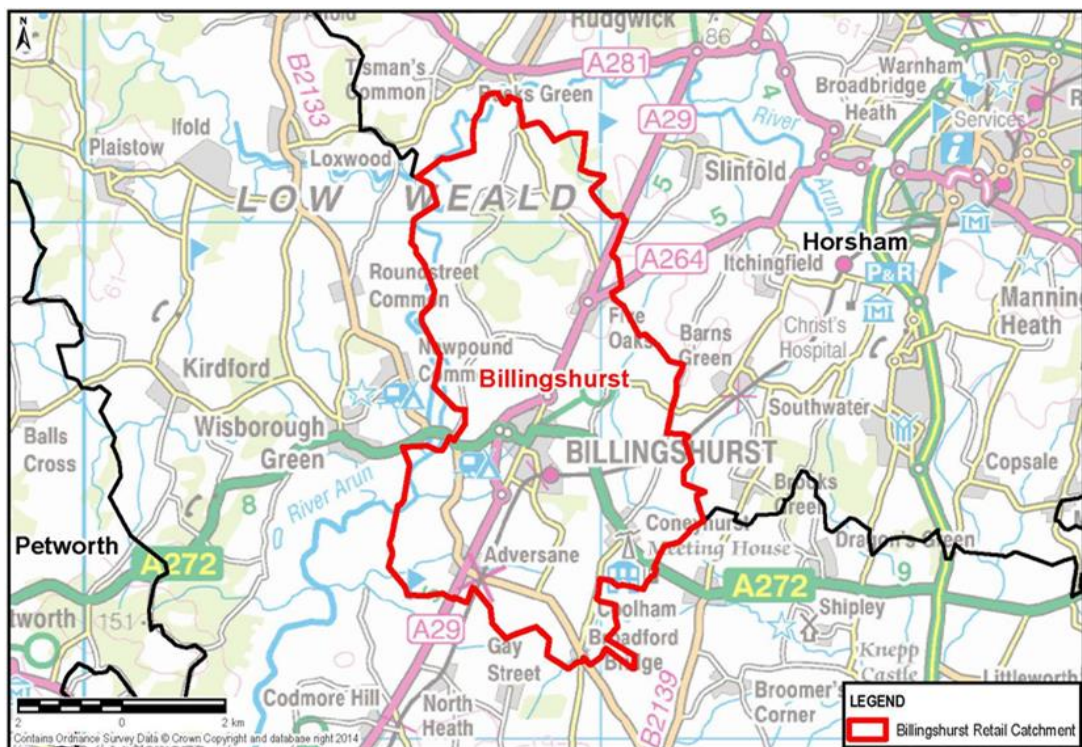 N
Alfold
Rudgwick
86
61
Warnham
B2133
Tisman's
Common
A281
4
Broadbridge
Heath
Services
Bucks Green
A29
River
Ifold
Plaistow
Loxwood
Slinfold
LOW WEALD
5
5
Arun
A264
Horsham
Itchingfield
P&R
Roundstreet
Common
Manning
Heath
Five
Oaks
Barns
Green
Christ's
Hospital
Newpound
Comm
Kirdford
Billingshurst
Southwater
Wisborough
Green
Balls
Cross
BILLINGSHURST
Copsale
8
River Arun
Brooks
Green
Coneyhurst
Meeting House
Dragon's Green
Petworth
Adversane
A272
A272
9
tworth
151
Coolham
Shipley
A29
Gay
Street
Broadford
Bridge
Knepp
Castle
B2139
Codmore Hill
North
Heath
Broomer's
Corner
Littleworth
2 0 2 km
LEGEND
Billingshurst Retail Catchment
Contains Ordnance Survey Data © Crown Copyright and database right 2014